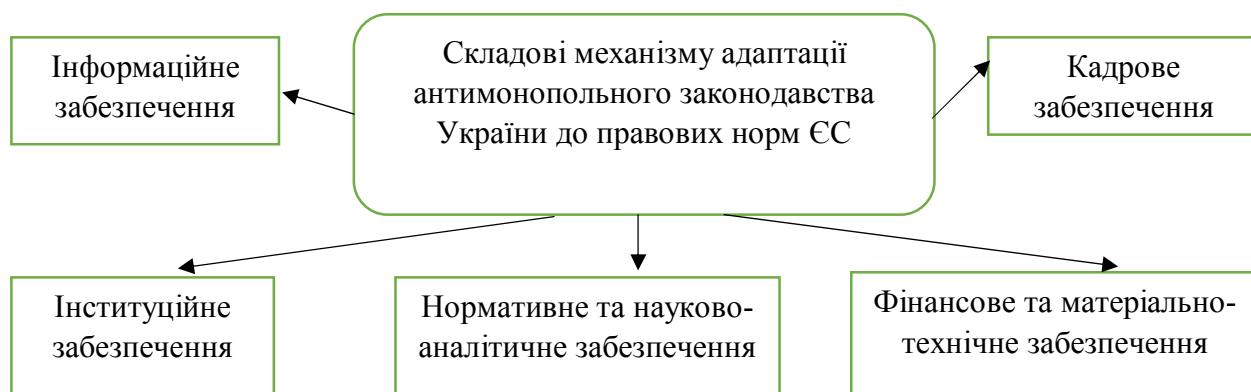 Інформаційне
забезпечення
Складові механізму адаптації
антимонопольного законодавства
України до правових норм ЄС
Кадрове
забезпечення
Інституційне
забезпечення
Нормативне та науково-
аналітичне забезпечення
Фінансове та матеріально-
технічне забезпечення